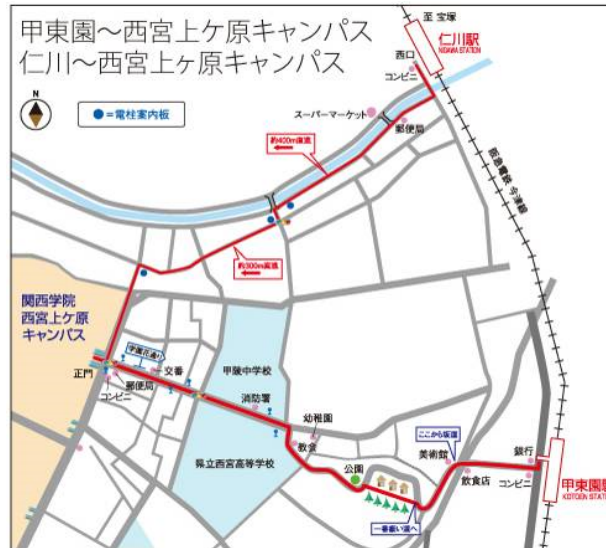 甲東園～西宮上ケ原キャンパス
仁川～西宮上ヶ原キャンパス
N
●=電柱案内板
至 宝塚
仁川駅
NIGAWA STATION
西口
コンビニ
スーパーマーケット
郵便局
約400m直進
阪急電鉄 今津線
約300m直進
関西学院
西宮上ケ原
キャンパス
学園花通り
正門
交番
郵便局
コンビニ
甲陵中学校
消防署
幼稚園
教会
県立西宮高等学校
公園
美術館
ここから坂道
銀行
飲食店
コンビニ
甲東園駅
KOTOEN STATION
一番細い道へ